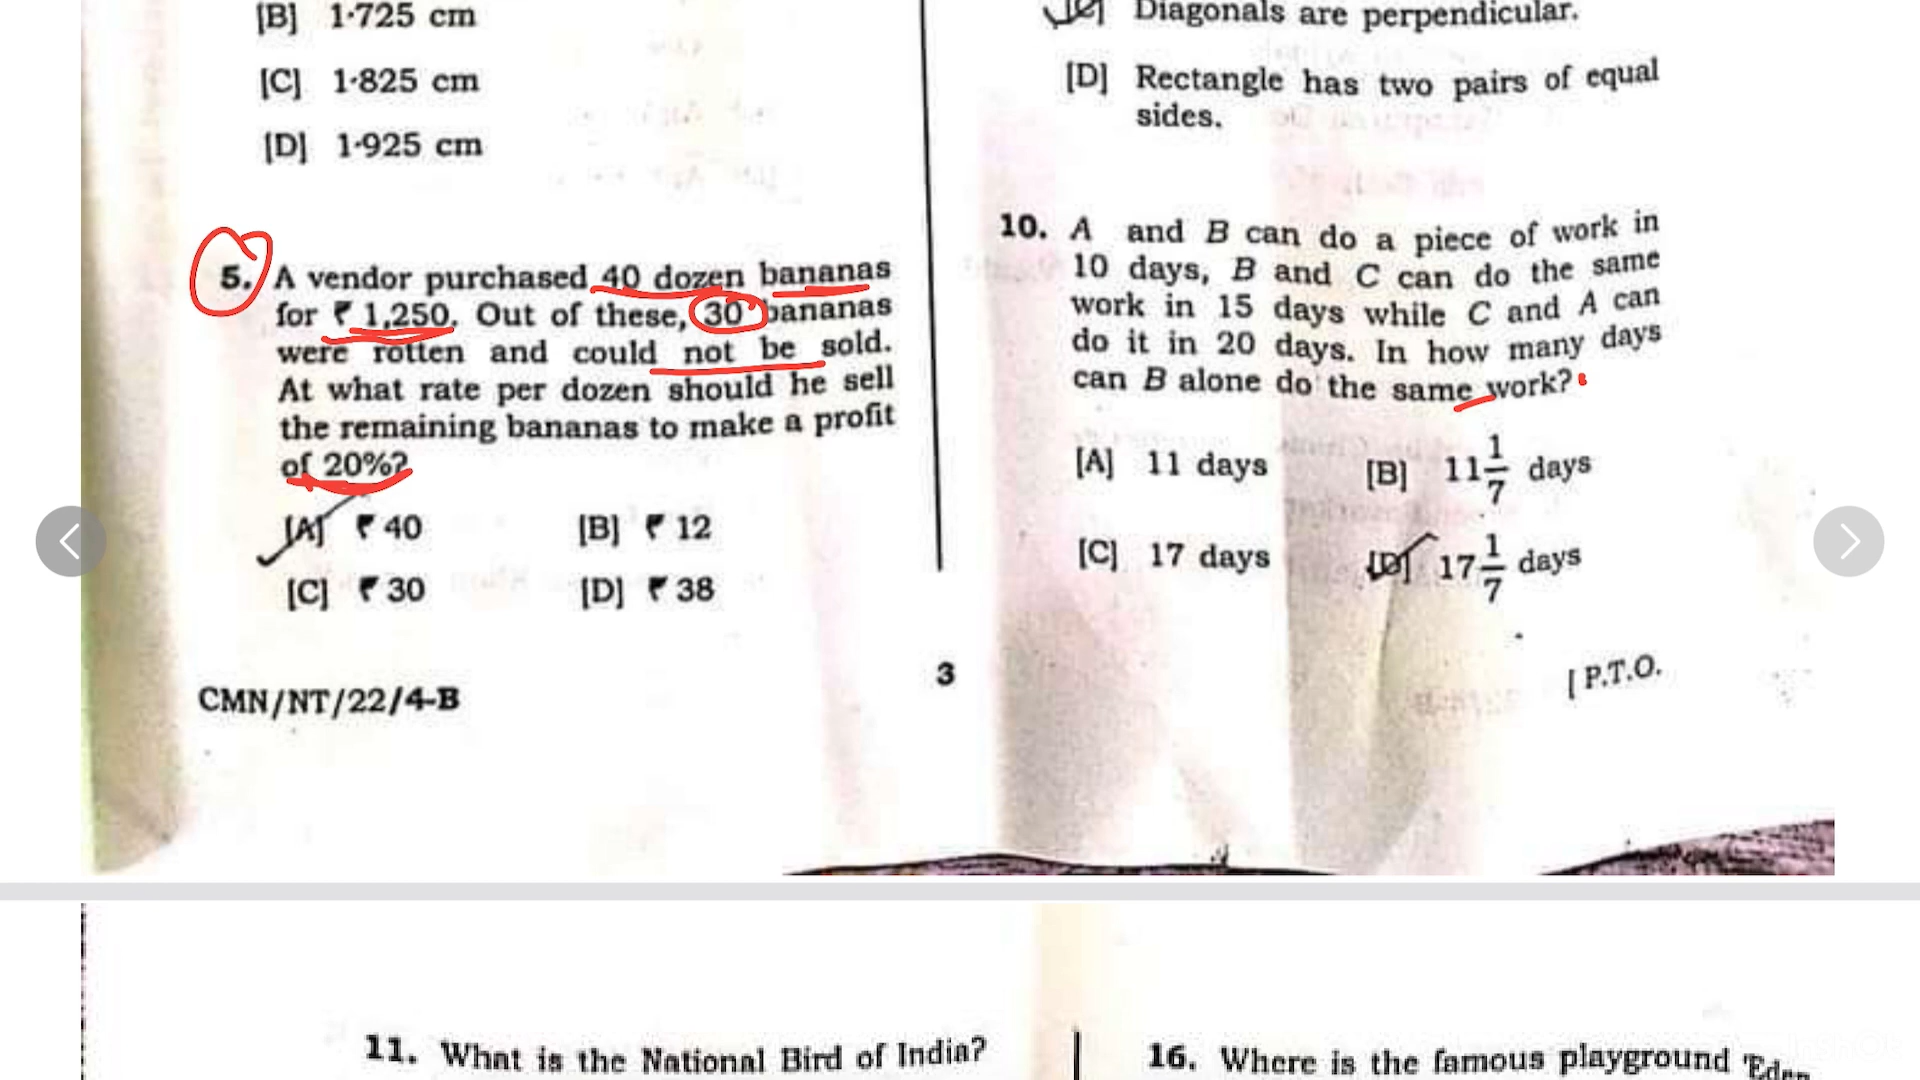 [B] 1·725 cm
[C] 1·825 cm
[D] 1·925 cm
5. A vendor purchased 40 dozen bananas
for ₹ 1,250. Out of these, 30 bananas
were rotten and could not be sold.
At what rate per dozen should he sell
the remaining bananas to make a profit
of 20%?
[A] ₹ 40 [B] ₹ 12
[C] ₹ 30 [D] ₹ 38
CMN/NT/22/4-B
Diagonals are perpendicular.
[D] Rectangle has two pairs of equal
sides.
10. A and B can do a piece of work in
10 days, B and C can do the same
work in 15 days while C and A can
do it in 20 days. In how many days
can B alone do the same work?
[A] 11 days [B] 11 1/7 days
[C] 17 days [D] 17 1/7 days
3
[ P.T.O.
11. What is the National Bird of India?
16. Where is the famous playground 'Eden